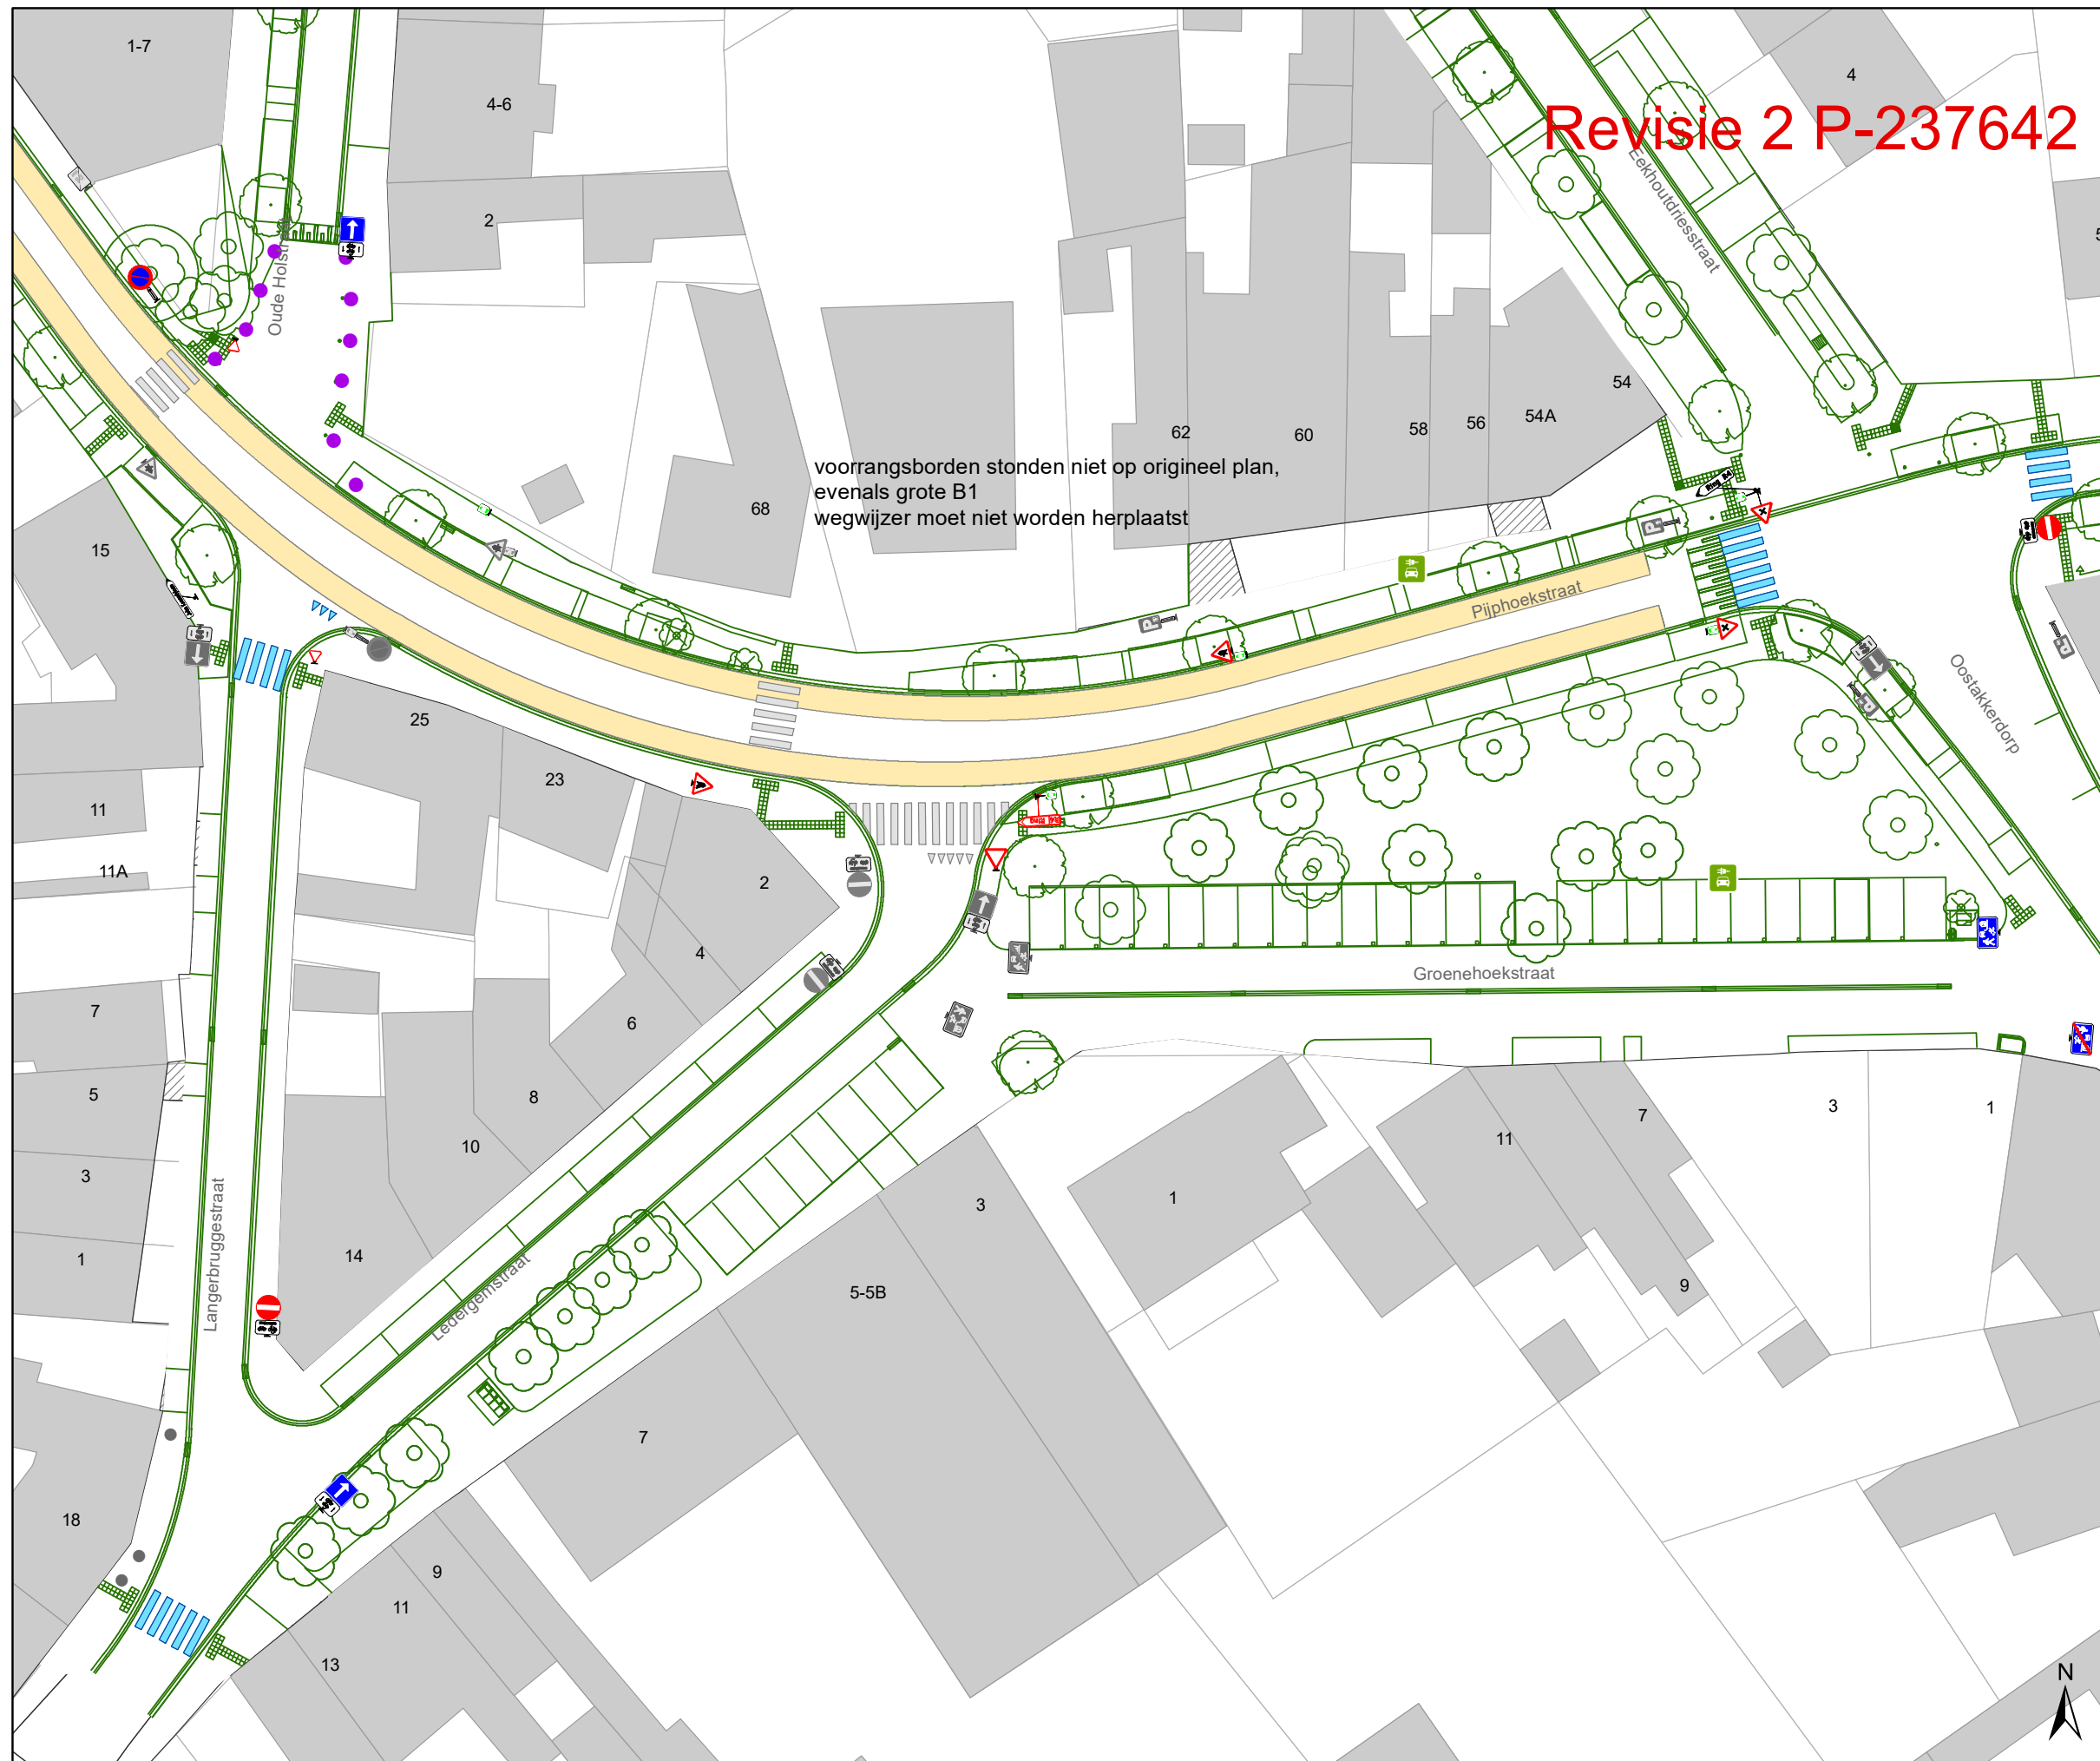 1-7
4-6
4
Revisie 2 P-237642
Eekhoutdriesstraat
2
Oude Holstraat
54
54A
56
58
60
62
voorrangsborden stonden niet op origineel plan,
evenals grote B1
wegwijzer moet niet worden herplaatst
68
15
Pijphoekstraat
Oostakkerdorp
25
23
11
11A
2
4
Groenehoekstraat
7
6
5
8
10
3
1
14
Langerbruggestraat
Ledergemstraat
3
1
11
7
3
1
9
5-5B
7
18
9
11
13
N